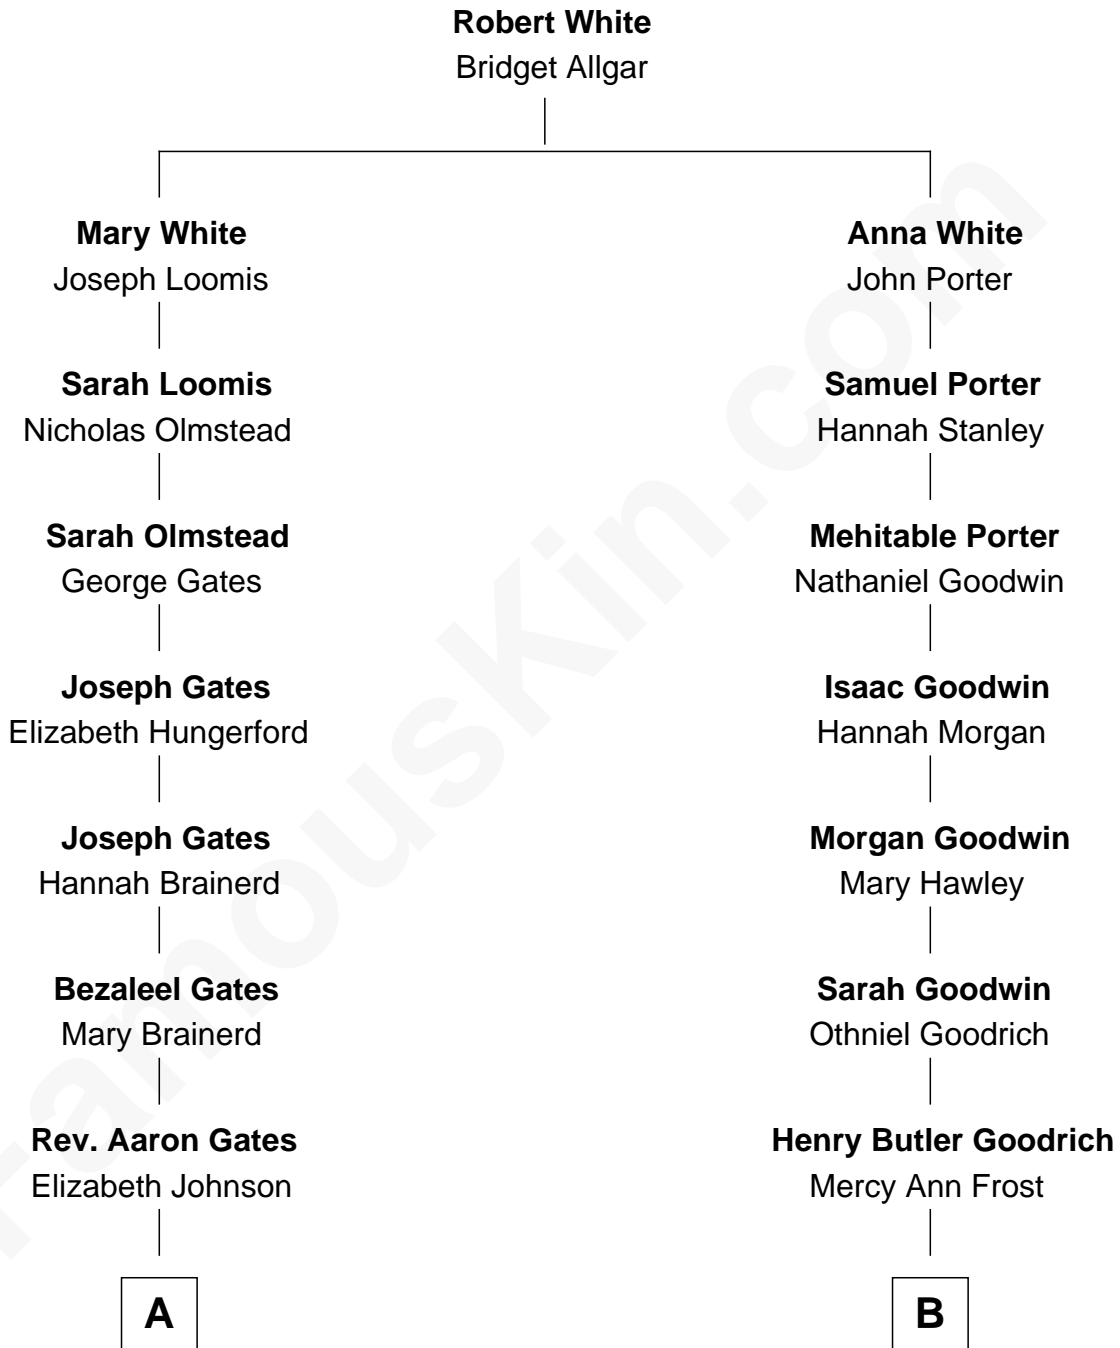 Robert White
Bridget Allgar
Mary White
Joseph Loomis
Anna White
John Porter
Sarah Loomis
Nicholas Olmstead
Samuel Porter
Hannah Stanley
Sarah Olmstead
George Gates
Mehitable Porter
Nathaniel Goodwin
Joseph Gates
Elizabeth Hungerford
Isaac Goodwin
Hannah Morgan
Joseph Gates
Hannah Brainerd
Morgan Goodwin
Mary Hawley
Bezaleel Gates
Mary Brainerd
Sarah Goodwin
Othniel Goodrich
Rev. Aaron Gates
Elizabeth Johnson
Henry Butler Goodrich
Mercy Ann Frost
A
B
FamousKin.com